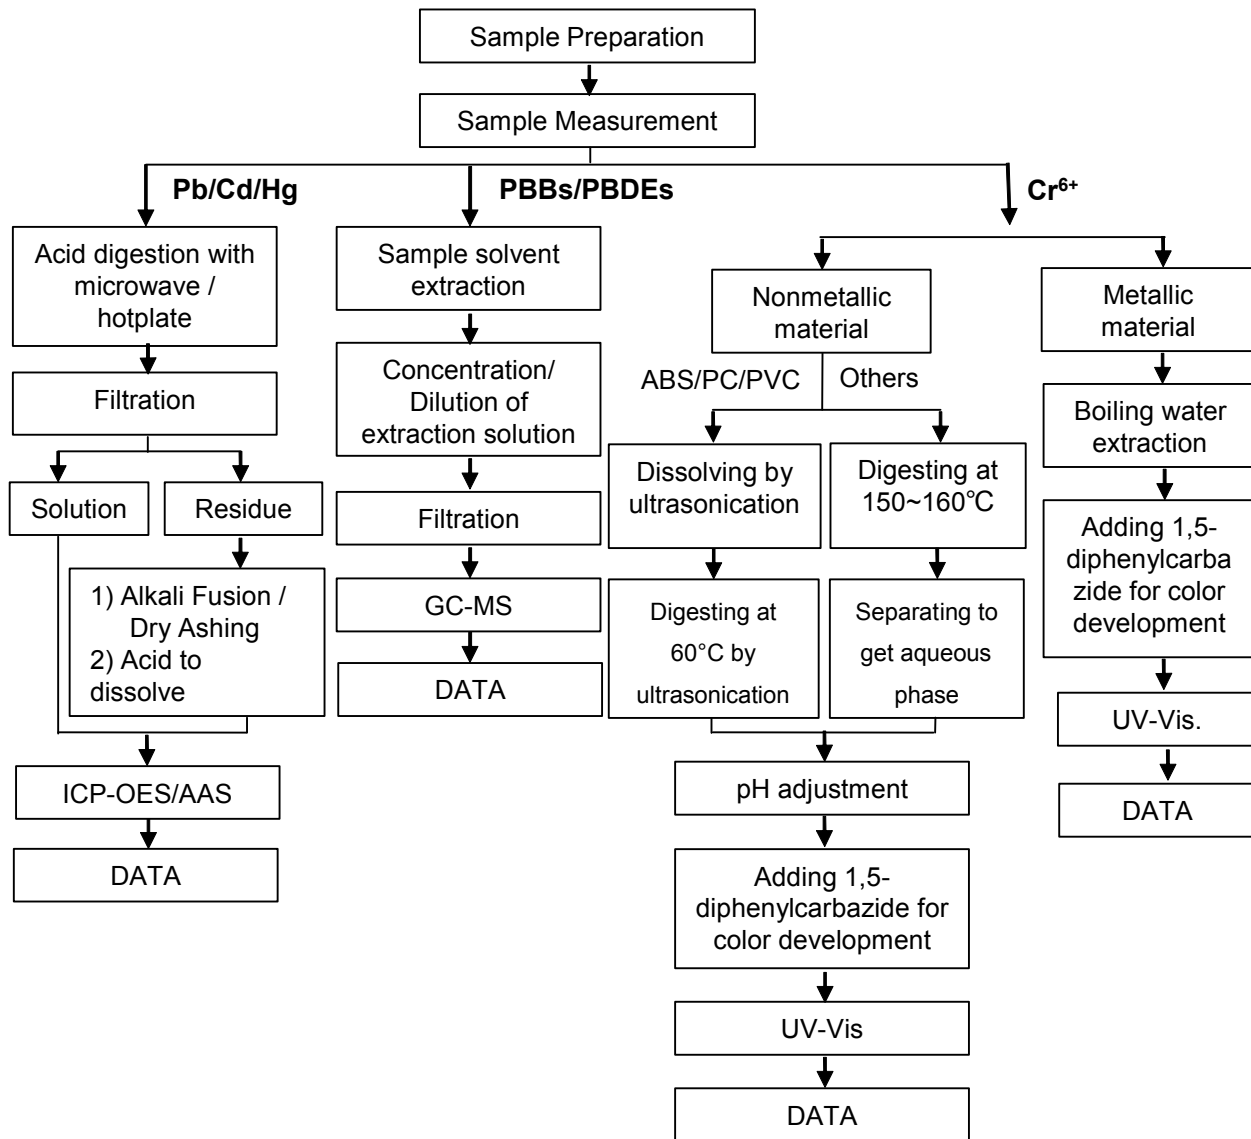 Sample Preparation
Sample Measurement
Pb/Cd/Hg
PBBs/PBDEs
Cr⁶⁺
Acid digestion with
microwave /
hotplate
Filtration
Solution
Residue
1) Alkali Fusion /
Dry Ashing
2) Acid to
dissolve
ICP-OES/AAS
DATA
Sample solvent
extraction
Concentration/
Dilution of
extraction solution
Filtration
GC-MS
DATA
Nonmetallic
material
ABS/PC/PVC
Others
Dissolving by
ultrasonication
Digesting at
60°C by
ultrasonication
Digesting at
150~160℃
Separating to
get aqueous
phase
pH adjustment
Adding 1,5-
diphenylcarbazide for
color development
UV-Vis
DATA
Metallic
material
Boiling water
extraction
Adding 1,5-
diphenylcarba
zide for color
development
UV-Vis.
DATA